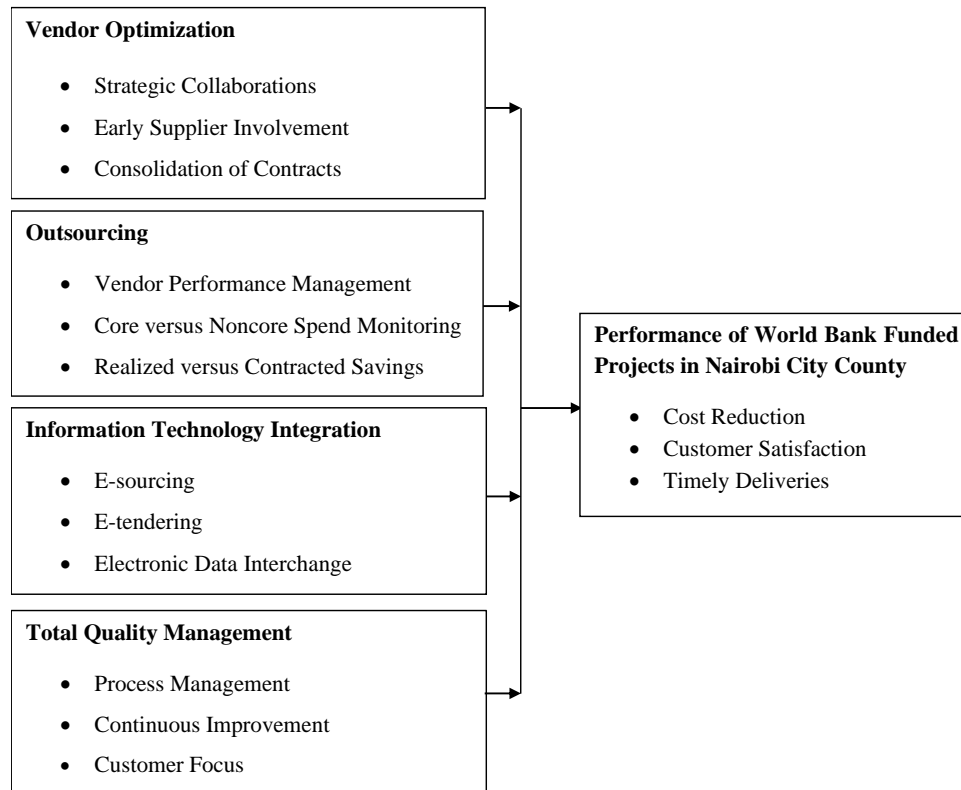 Vendor Optimization
• Strategic Collaborations
• Early Supplier Involvement
• Consolidation of Contracts
Outsourcing
• Vendor Performance Management
• Core versus Noncore Spend Monitoring
• Realized versus Contracted Savings
Information Technology Integration
• E-sourcing
• E-tendering
• Electronic Data Interchange
Total Quality Management
• Process Management
• Continuous Improvement
• Customer Focus
Performance of World Bank Funded
Projects in Nairobi City County
• Cost Reduction
• Customer Satisfaction
• Timely Deliveries